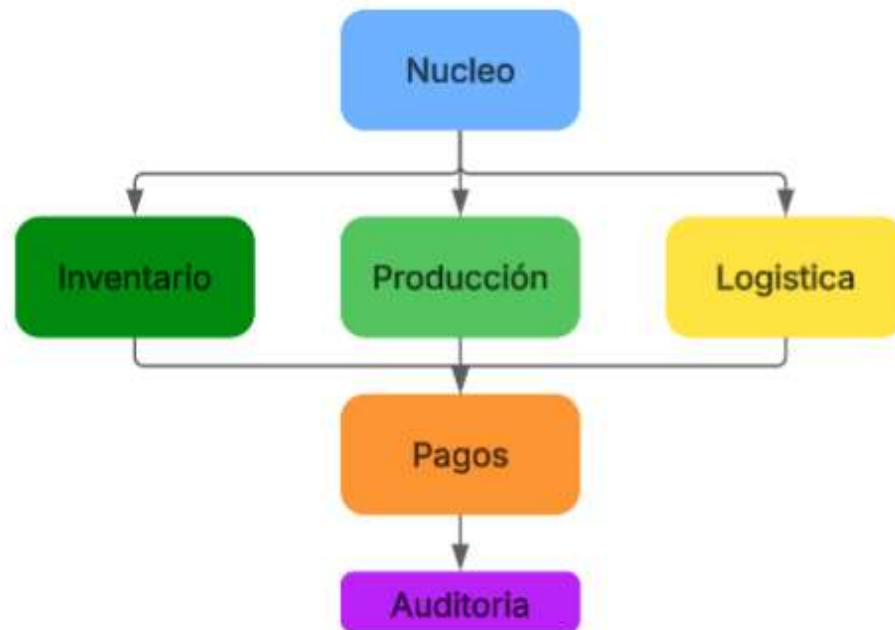 Nucleo
Inventario
Producción
Logistica
Pagos
Auditoria